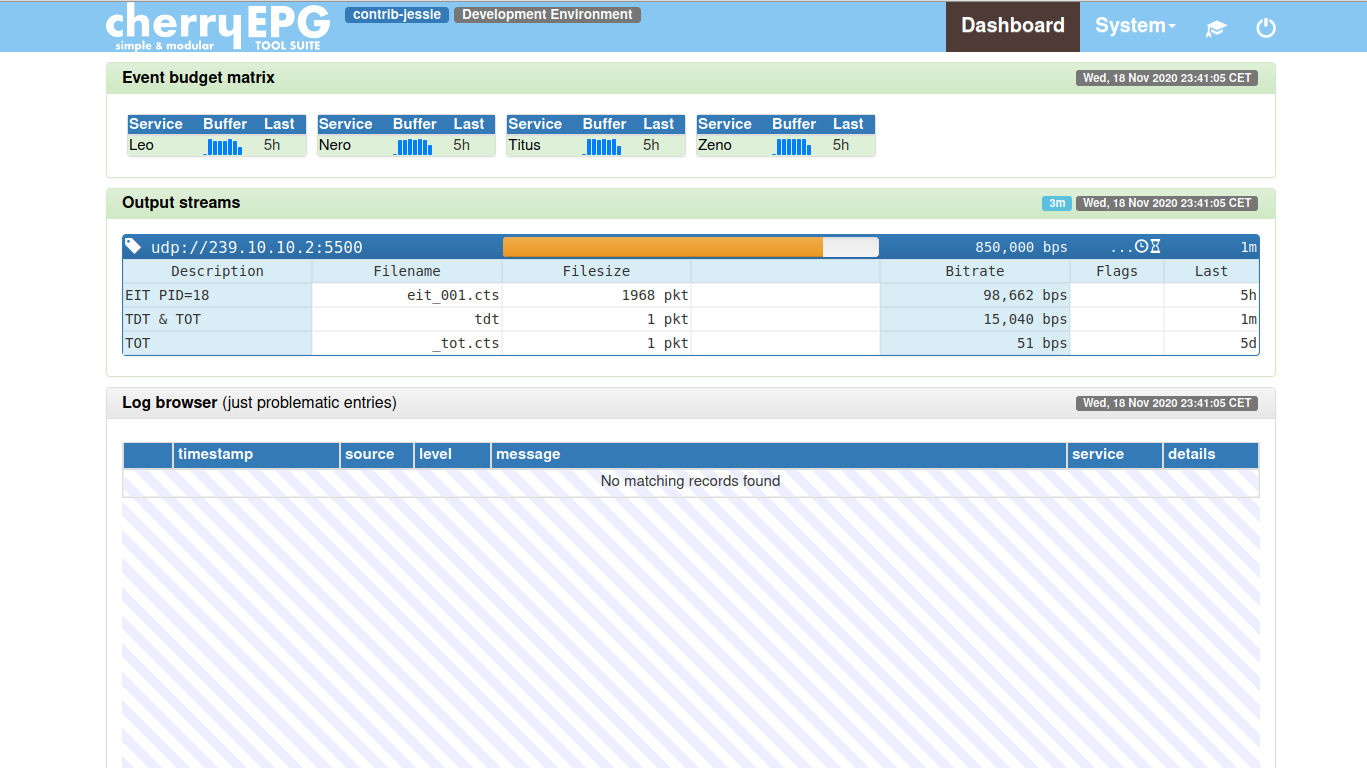 cherryEPG contrib-jessie Development Environment Dashboard System
simple & modular TOOL SUITE
Event budget matrix Wed, 18 Nov 2020 23:41:05 CET
Service Buffer Last Service Buffer Last Service Buffer Last Service Buffer Last
Leo 5h Nero 5h Titus 5h Zeno 5h
Output streams 3m Wed, 18 Nov 2020 23:41:05 CET
udp://239.10.10.2:5500 850,000 bps ... 1m
Description Filename Filesize Bitrate Flags Last
EIT PID=18 eit_001.cts 1968 pkt 98,662 bps 5h
TDT & TOT tdt 1 pkt 15,040 bps 1m
TOT _tot.cts 1 pkt 51 bps 5d
Log browser (just problematic entries) Wed, 18 Nov 2020 23:41:05 CET
timestamp source level message service details
No matching records found